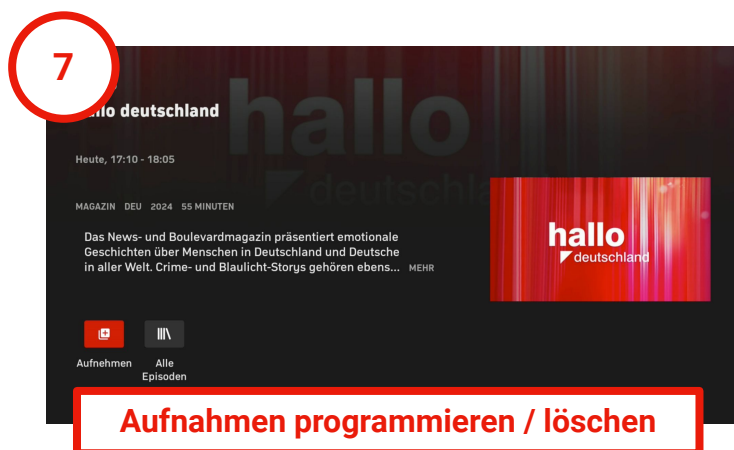 7
hallo deutschland
hallo
deutschla
Heute, 17:10 - 18:05
MAGAZIN DEU 2024 55 MINUTEN
Das News- und Boulevardmagazin präsentiert emotionale
Geschichten über Menschen in Deutschland und Deutsche
in aller Welt. Crime- und Blaulicht-Storys gehören ebens... MEHR
hallo
deutschland
Aufnehmen
Alle
Episoden
Aufnahmen programmieren / löschen